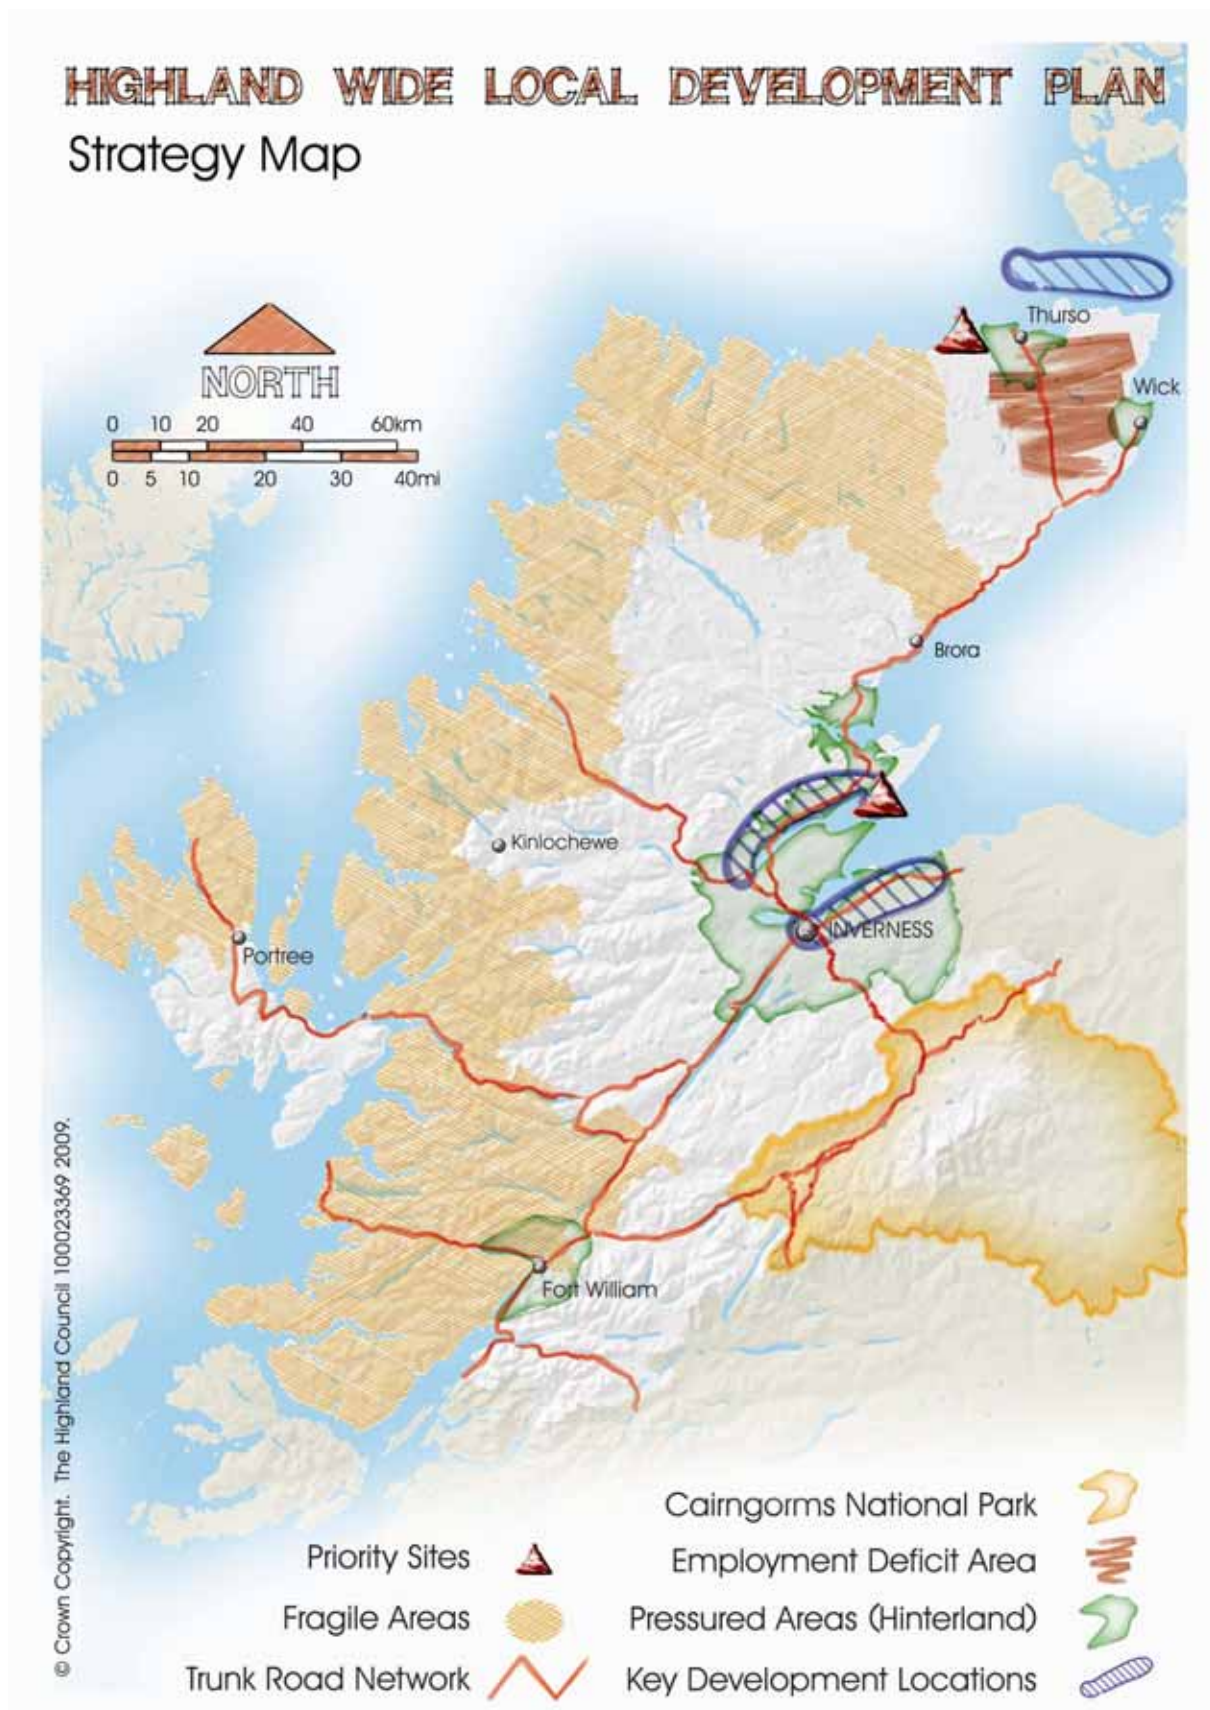 HIGHLAND WIDE LOCAL DEVELOPMENT PLAN
Strategy Map
NORTH
0 10 20 40 60km
0 5 10 20 30 40mi
Thurso
Wick
Brora
Kinlochewe
INVERNESS
Portree
Fort William
© Crown Copyright. The Highland Council 100023369 2009.
Priority Sites
Fragile Areas
Trunk Road Network
Cairngorms National Park
Employment Deficit Area
Pressured Areas (Hinterland)
Key Development Locations